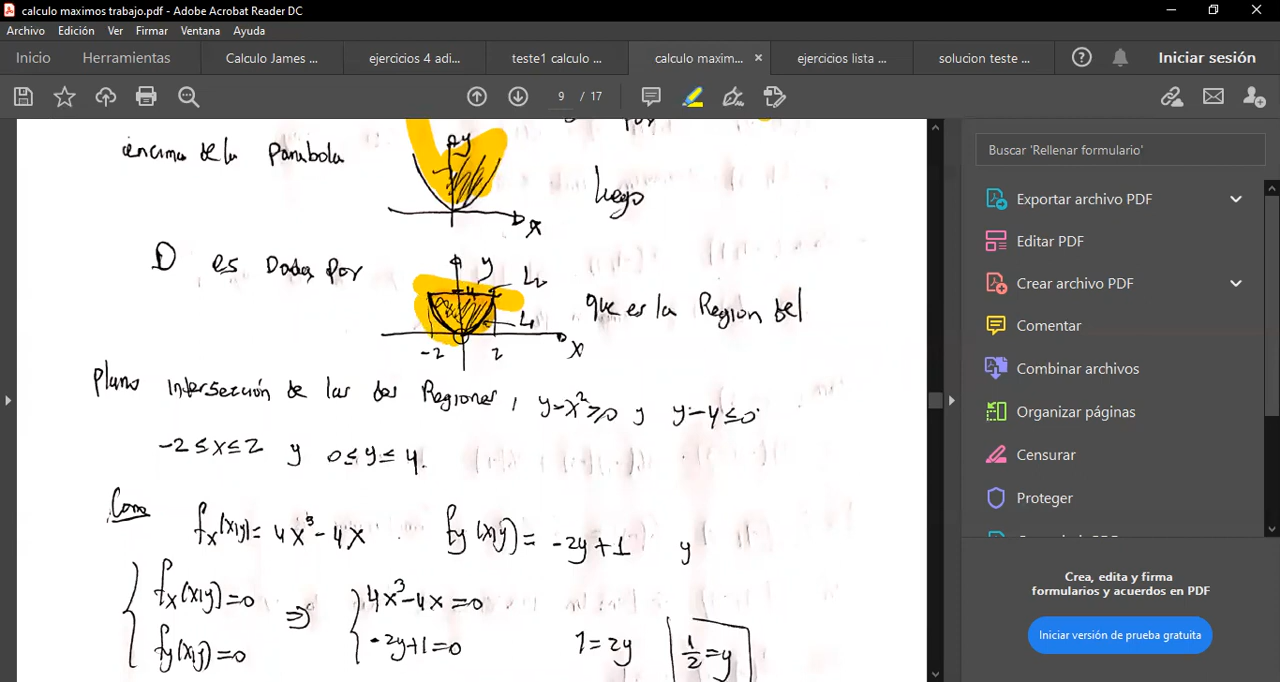 calculo maximos trabajo.pdf - Adobe Acrobat Reader DC
Archivo Edición Ver Firmar Ventana Ayuda
Inicio Herramientas Calculo James ... ejercicios 4 adi... teste1 calculo ... calculo maxim... × ejercicios lista ... solucion teste ... Iniciar sesión
9 / 17
encima de la Parabola
y
x
luego
D es Dada por
y
L2
4
L1
-2 2 x
que es la Region del
plano intersección de las dos Regiones, y-x²≥0 y y-4≤0
-2≤x≤2 y 0≤y≤4.
Como fx(x,y)=4x³-4x fy(x,y)=-2y+1 y
fx(x,y)=0 ⇒ 4x³-4x=0
fy(x,y)=0 -2y+1=0 1=2y 1/2=y
Buscar 'Rellenar formulario'
Exportar archivo PDF
Editar PDF
Crear archivo PDF
Comentar
Combinar archivos
Organizar páginas
Censurar
Proteger
Crea, edita y firma
formularios y acuerdos en PDF
Iniciar versión de prueba gratuita